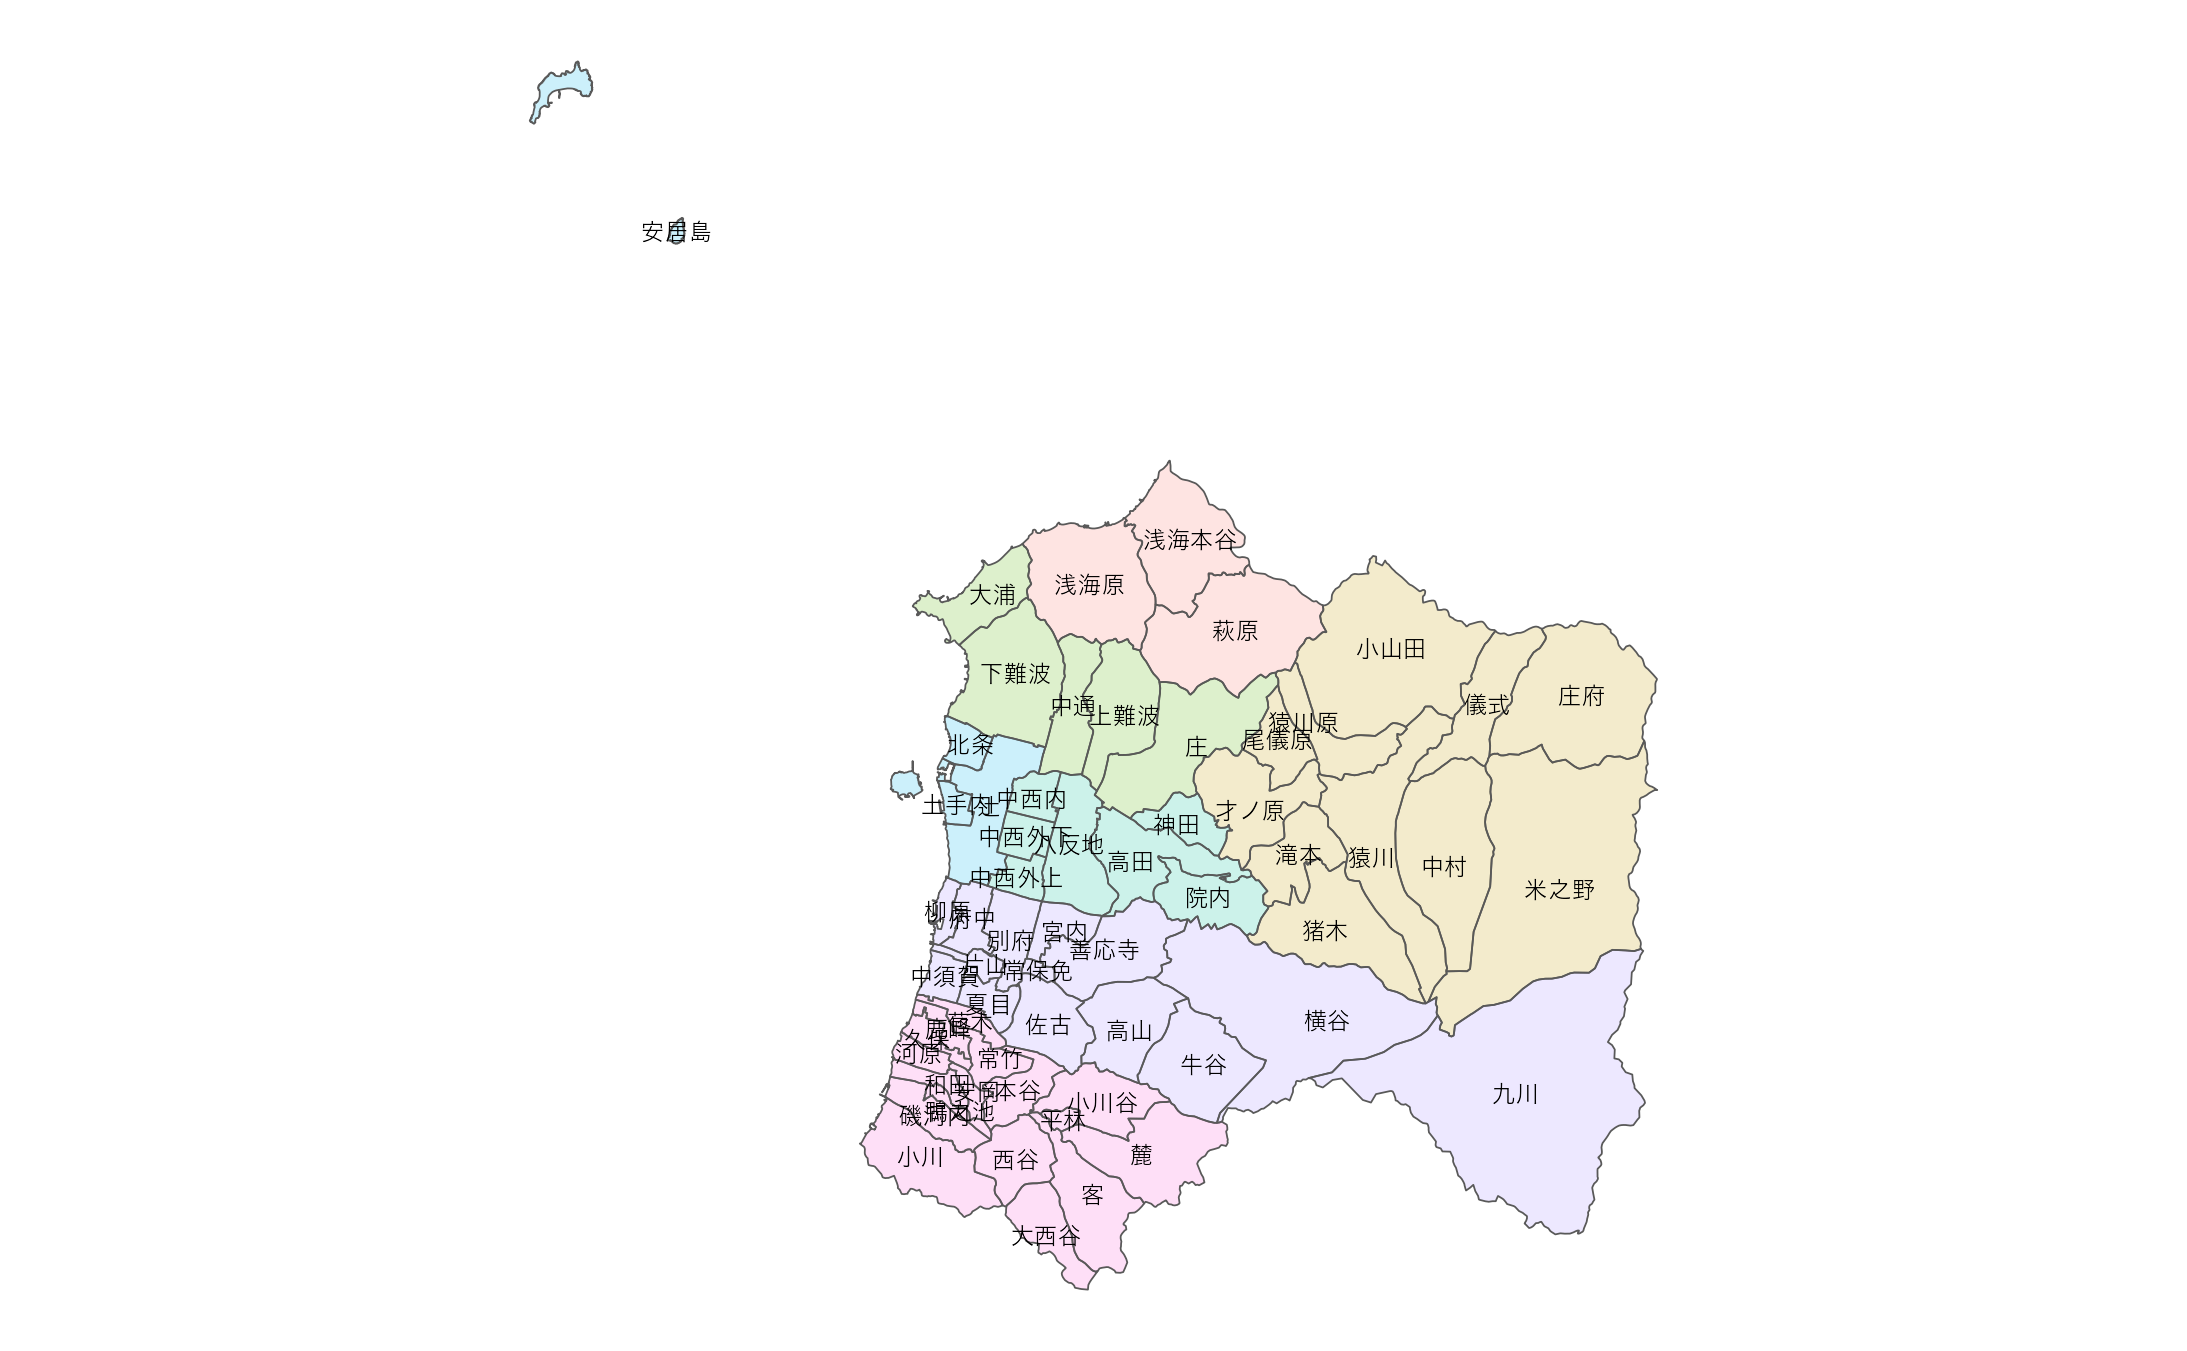 安居島
浅海本谷
浅海原
大浦
萩原
小山田
下難波
庄府
儀式
中通
上難波
猿川原
尾儀原
庄
北条
中西内
土手内
辻
才ノ原
神田
中西外下
八反地
滝本
猿川
高田
中村
中西外上
米之野
院内
柳原
府中
猪木
宮内
別府
善応寺
片山
常保免
中須賀
夏目
横谷
佐古
苞木
鹿峰
高山
久保
河原
常竹
牛谷
和田
安岡
本谷
九川
小川谷
磯河内
平林
麓
小川
西谷
客
大西谷